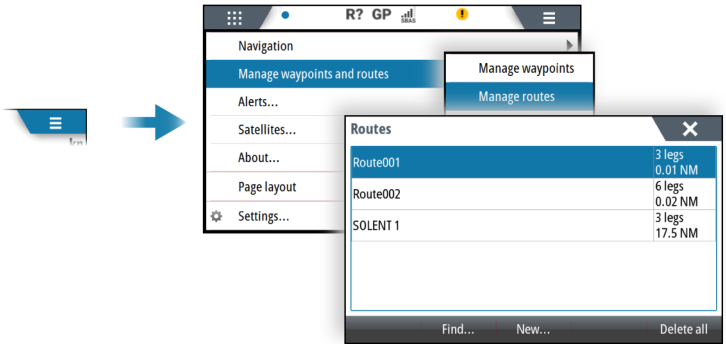 R? GP SBAS !
Navigation
Manage waypoints and routes
Alerts...
Satellites...
About...
Page layout
Settings...
Manage waypoints
Manage routes
Routes
Route001
3 legs
0.01 NM
Route002
6 legs
0.02 NM
SOLENT 1
3 legs
17.5 NM
Find... New... Delete all